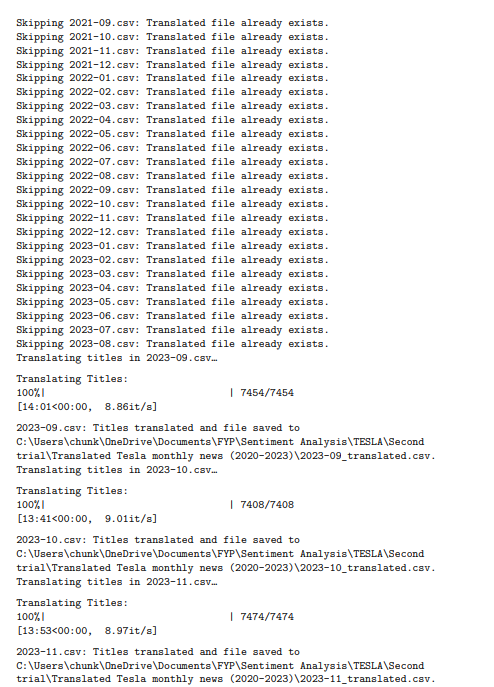 Skipping 2021-09.csv: Translated file already exists.
Skipping 2021-10.csv: Translated file already exists.
Skipping 2021-11.csv: Translated file already exists.
Skipping 2021-12.csv: Translated file already exists.
Skipping 2022-01.csv: Translated file already exists.
Skipping 2022-02.csv: Translated file already exists.
Skipping 2022-03.csv: Translated file already exists.
Skipping 2022-04.csv: Translated file already exists.
Skipping 2022-05.csv: Translated file already exists.
Skipping 2022-06.csv: Translated file already exists.
Skipping 2022-07.csv: Translated file already exists.
Skipping 2022-08.csv: Translated file already exists.
Skipping 2022-09.csv: Translated file already exists.
Skipping 2022-10.csv: Translated file already exists.
Skipping 2022-11.csv: Translated file already exists.
Skipping 2022-12.csv: Translated file already exists.
Skipping 2023-01.csv: Translated file already exists.
Skipping 2023-02.csv: Translated file already exists.
Skipping 2023-03.csv: Translated file already exists.
Skipping 2023-04.csv: Translated file already exists.
Skipping 2023-05.csv: Translated file already exists.
Skipping 2023-06.csv: Translated file already exists.
Skipping 2023-07.csv: Translated file already exists.
Skipping 2023-08.csv: Translated file already exists.
Translating titles in 2023-09.csv…
Translating Titles:
100%| | 7454/7454
[14:01<00:00, 8.86it/s]
2023-09.csv: Titles translated and file saved to
C:\Users\chunk\OneDrive\Documents\FYP\Sentiment Analysis\TESLA\Second
trial\Translated Tesla monthly news (2020-2023)\2023-09_translated.csv.
Translating titles in 2023-10.csv…
Translating Titles:
100%| | 7408/7408
[13:41<00:00, 9.01it/s]
2023-10.csv: Titles translated and file saved to
C:\Users\chunk\OneDrive\Documents\FYP\Sentiment Analysis\TESLA\Second
trial\Translated Tesla monthly news (2020-2023)\2023-10_translated.csv.
Translating titles in 2023-11.csv…
Translating Titles:
100%| | 7474/7474
[13:53<00:00, 8.97it/s]
2023-11.csv: Titles translated and file saved to
C:\Users\chunk\OneDrive\Documents\FYP\Sentiment Analysis\TESLA\Second
trial\Translated Tesla monthly news (2020-2023)\2023-11_translated.csv.